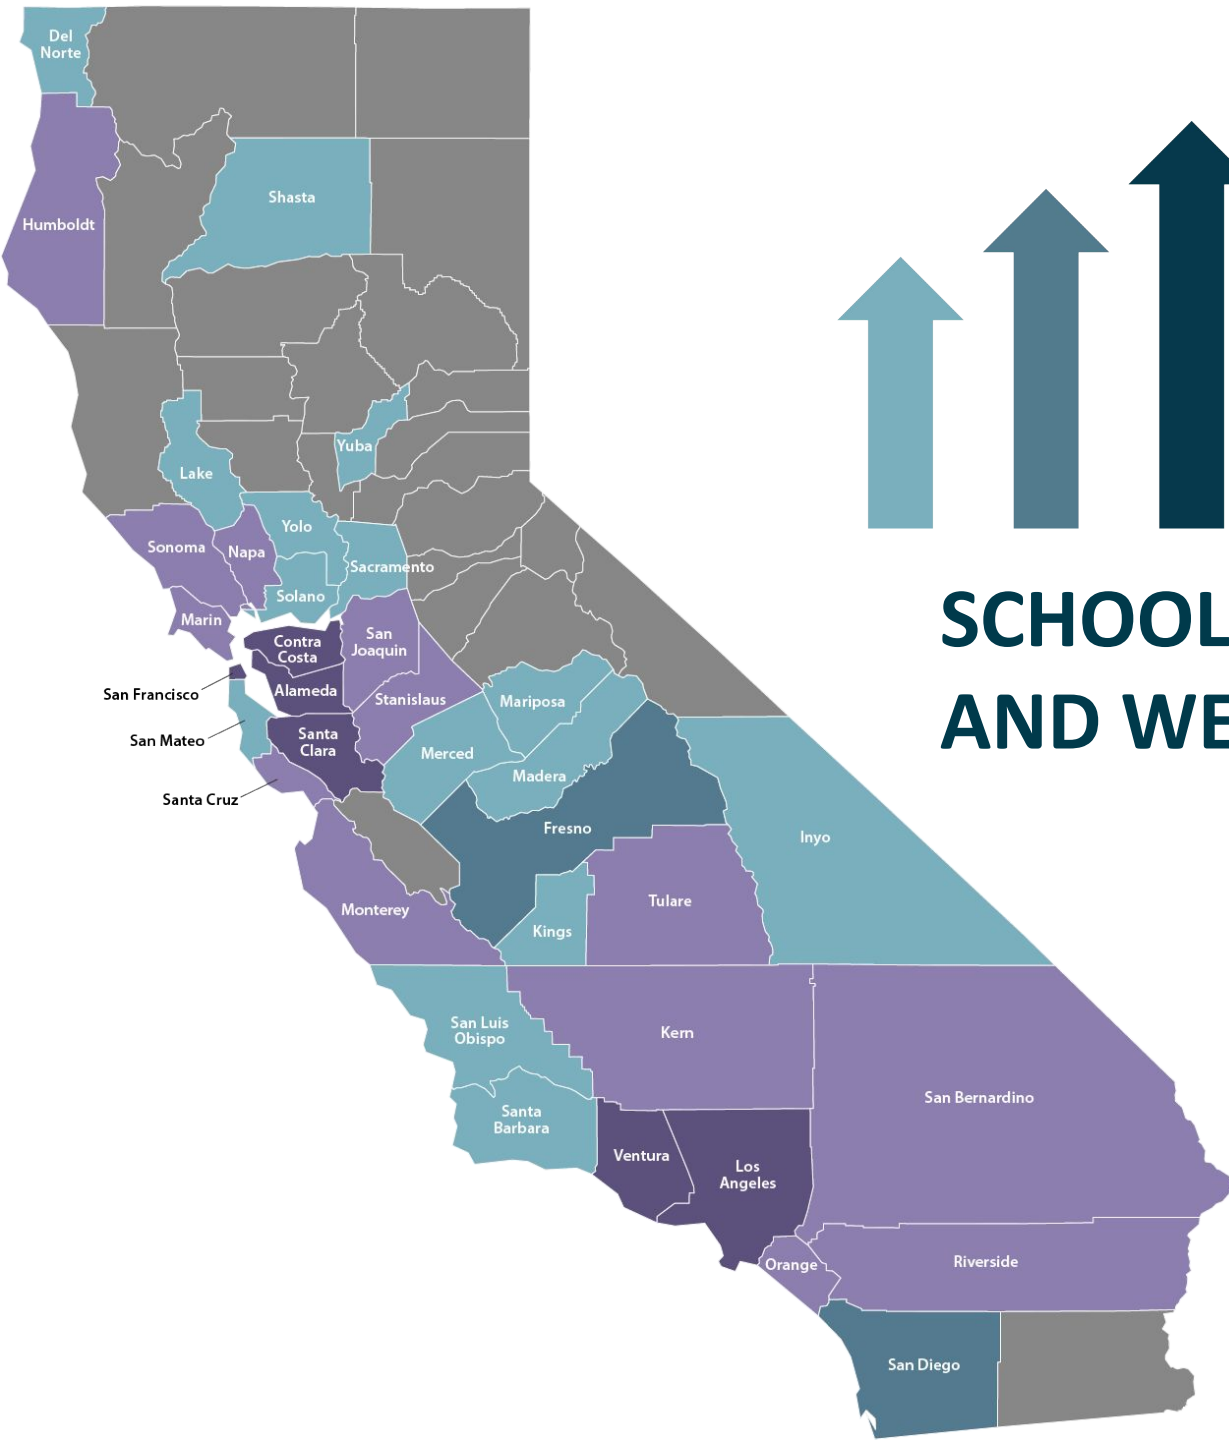 Del
Norte
Humboldt
Shasta
Yuba
Lake
Yolo
Sonoma
Napa
Sacramento
Solano
Marin
Contra
Costa
San
Joaquin
San Francisco
Alameda
Stanislaus
Mariposa
San Mateo
Santa
Clara
Merced
Madera
Santa Cruz
Fresno
Inyo
Monterey
Tulare
Kings
San Luis
Obispo
Kern
San Bernardino
Santa
Barbara
Ventura
Los
Angeles
Orange
Riverside
San Diego
SCHOOL
AND WE